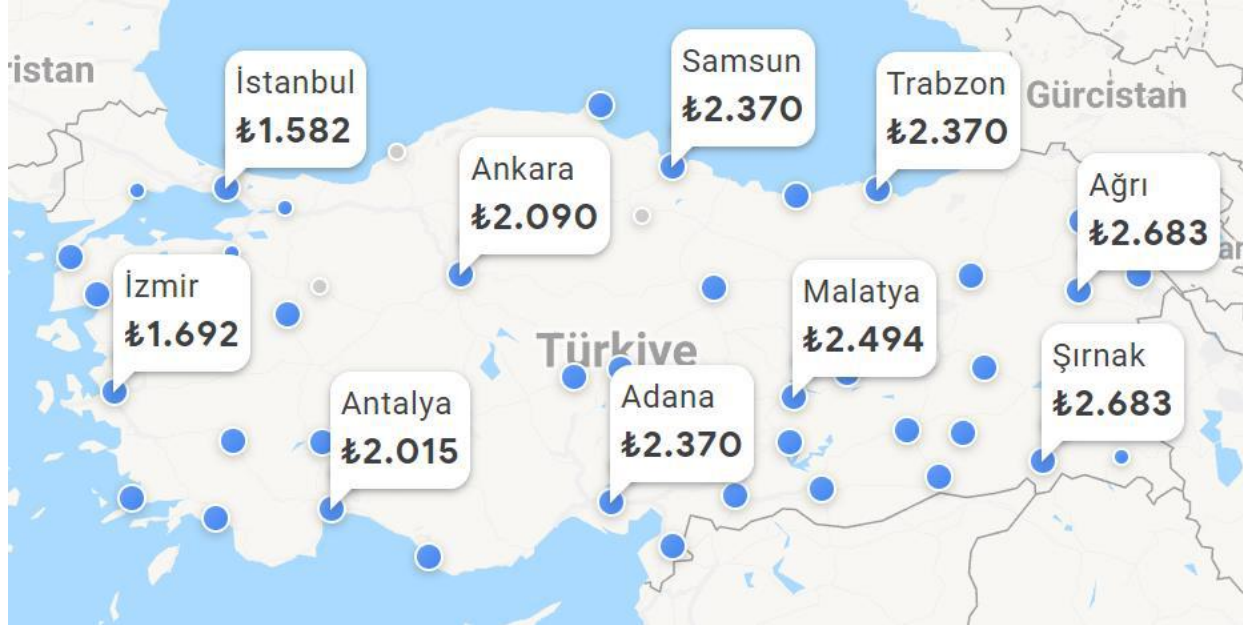 ristan
İstanbul
₺1.582
Samsun
₺2.370
Trabzon
₺2.370
Gürcistan
Ankara
₺2.090
Ağrı
₺2.683
İzmir
₺1.692
Malatya
₺2.494
Türkiye
Şırnak
₺2.683
Antalya
₺2.015
Adana
₺2.370